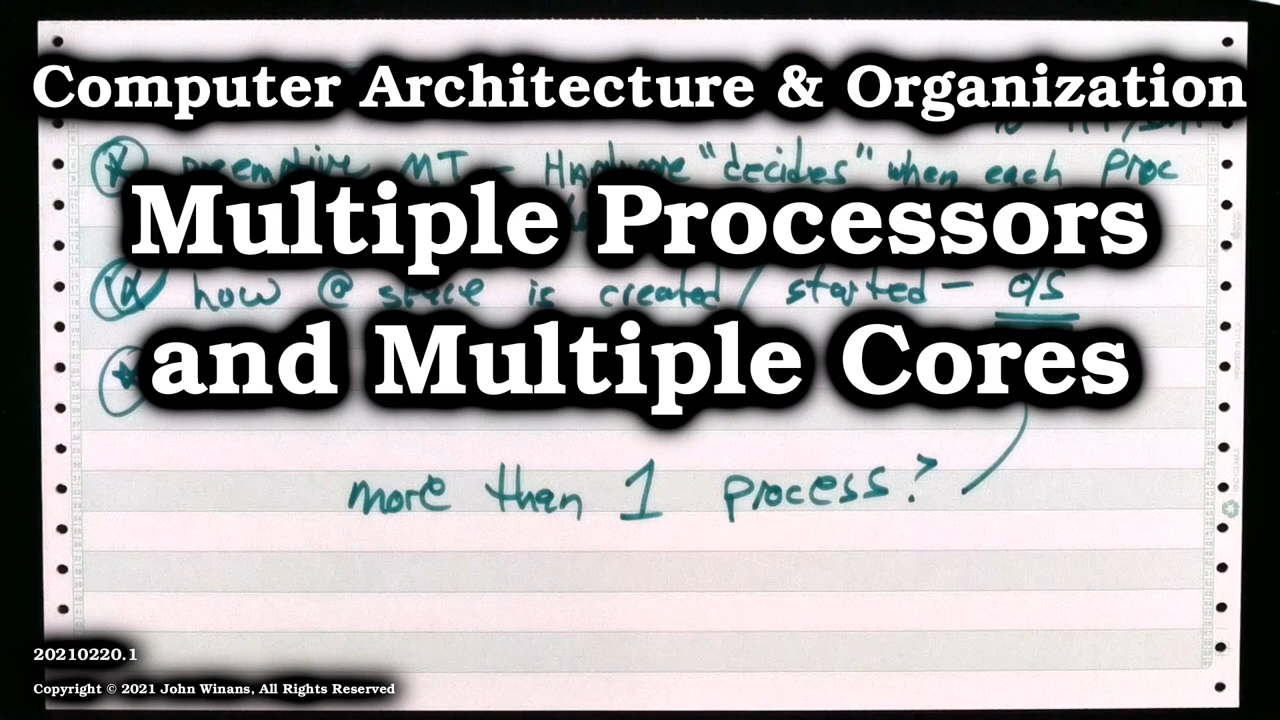 Computer Architecture & Organization
preemptive MT - Hardware "decides" when each Proc
Multiple Processors
how @ space is created / started - O/S
and Multiple Cores
more than 1 process?
20210220.1
Copyright © 2021 John Winans, All Rights Reserved